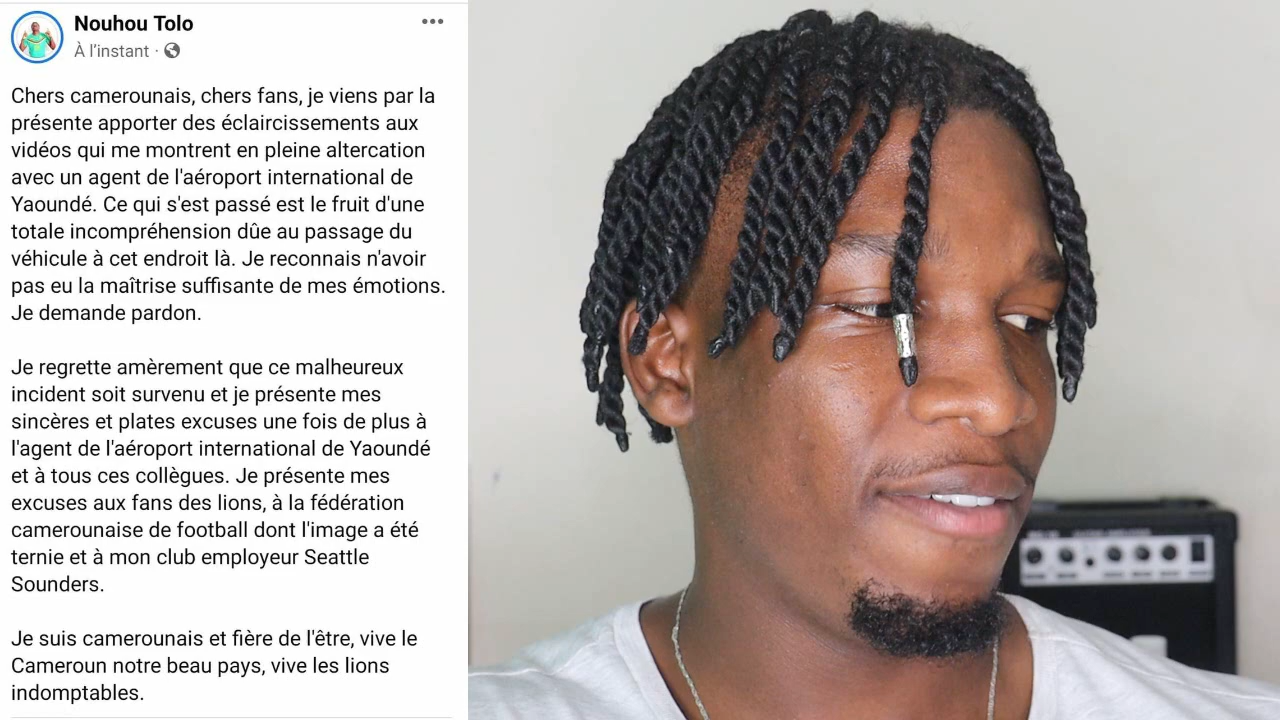 Nouhou Tolo
À l'instant ·
Chers camerounais, chers fans, je viens par la
présente apporter des éclaircissements aux
vidéos qui me montrent en pleine altercation
avec un agent de l'aéroport international de
Yaoundé. Ce qui s'est passé est le fruit d'une
totale incompréhension dûe au passage du
véhicule à cet endroit là. Je reconnais n'avoir
pas eu la maîtrise suffisante de mes émotions.
Je demande pardon.
Je regrette amèrement que ce malheureux
incident soit survenu et je présente mes
sincères et plates excuses une fois de plus à
l'agent de l'aéroport international de Yaoundé
et à tous ces collègues. Je présente mes
excuses aux fans des lions, à la fédération
camerounaise de football dont l'image a été
ternie et à mon club employeur Seattle
Sounders.
Je suis camerounais et fière de l'être, vive le
Cameroun notre beau pays, vive les lions
indomptables.